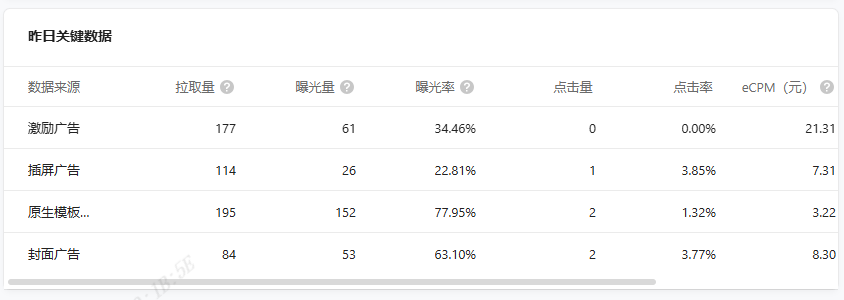 昨日关键数据
数据来源 拉取量 ? 曝光量 ? 曝光率 ? 点击量 点击率 eCPM（元） ?
激励广告 177 61 34.46% 0 0.00% 21.31
插屏广告 114 26 22.81% 1 3.85% 7.31
原生模板... 195 152 77.95% 2 1.32% 3.22
封面广告 84 53 63.10% 2 3.77% 8.30